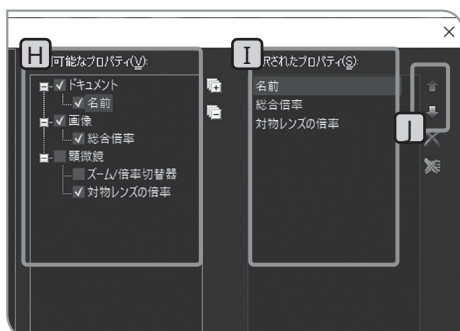 H
可能なプロパティ(V):
ドキュメント
名前
画像
総合倍率
顕微鏡
ズーム/倍率切替器
対物レンズの倍率
I
択されたプロパティ(S):
名前
総合倍率
対物レンズの倍率
J